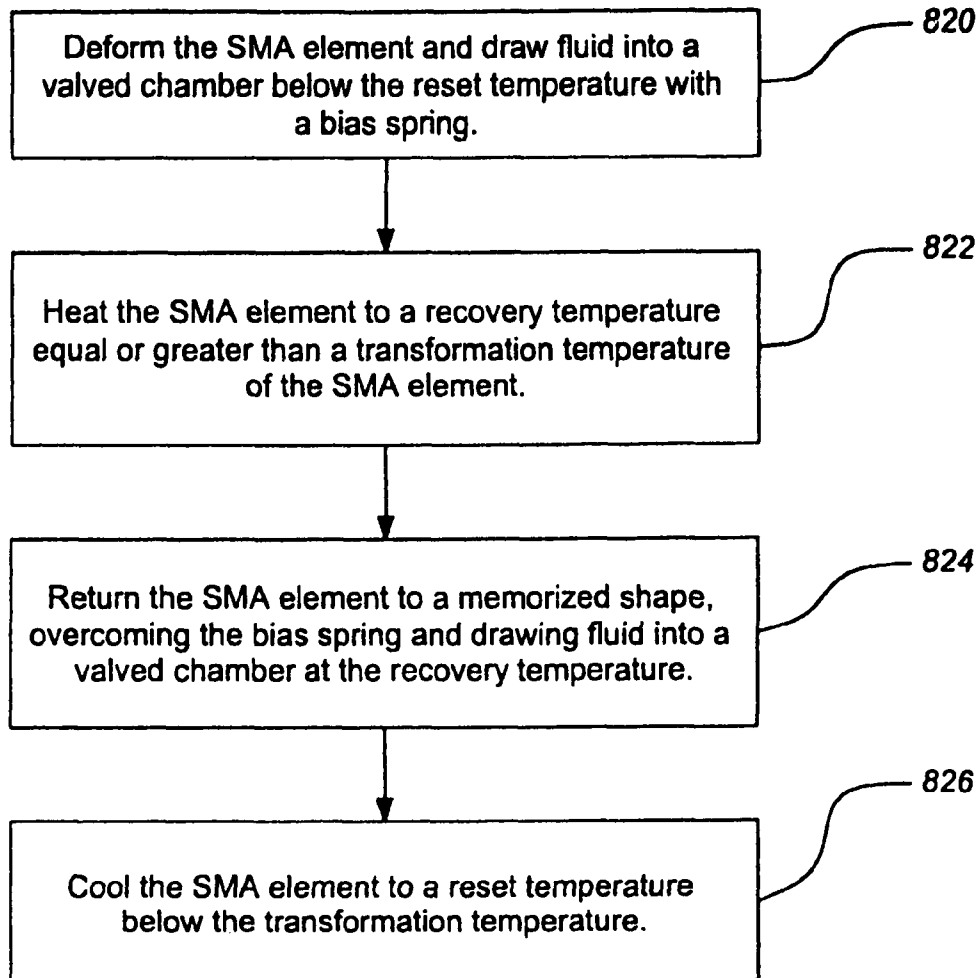 Deform the SMA element and draw fluid into a
valved chamber below the reset temperature with
a bias spring.
820
Heat the SMA element to a recovery temperature
equal or greater than a transformation temperature
of the SMA element.
822
Return the SMA element to a memorized shape,
overcoming the bias spring and drawing fluid into a
valved chamber at the recovery temperature.
824
Cool the SMA element to a reset temperature
below the transformation temperature.
826